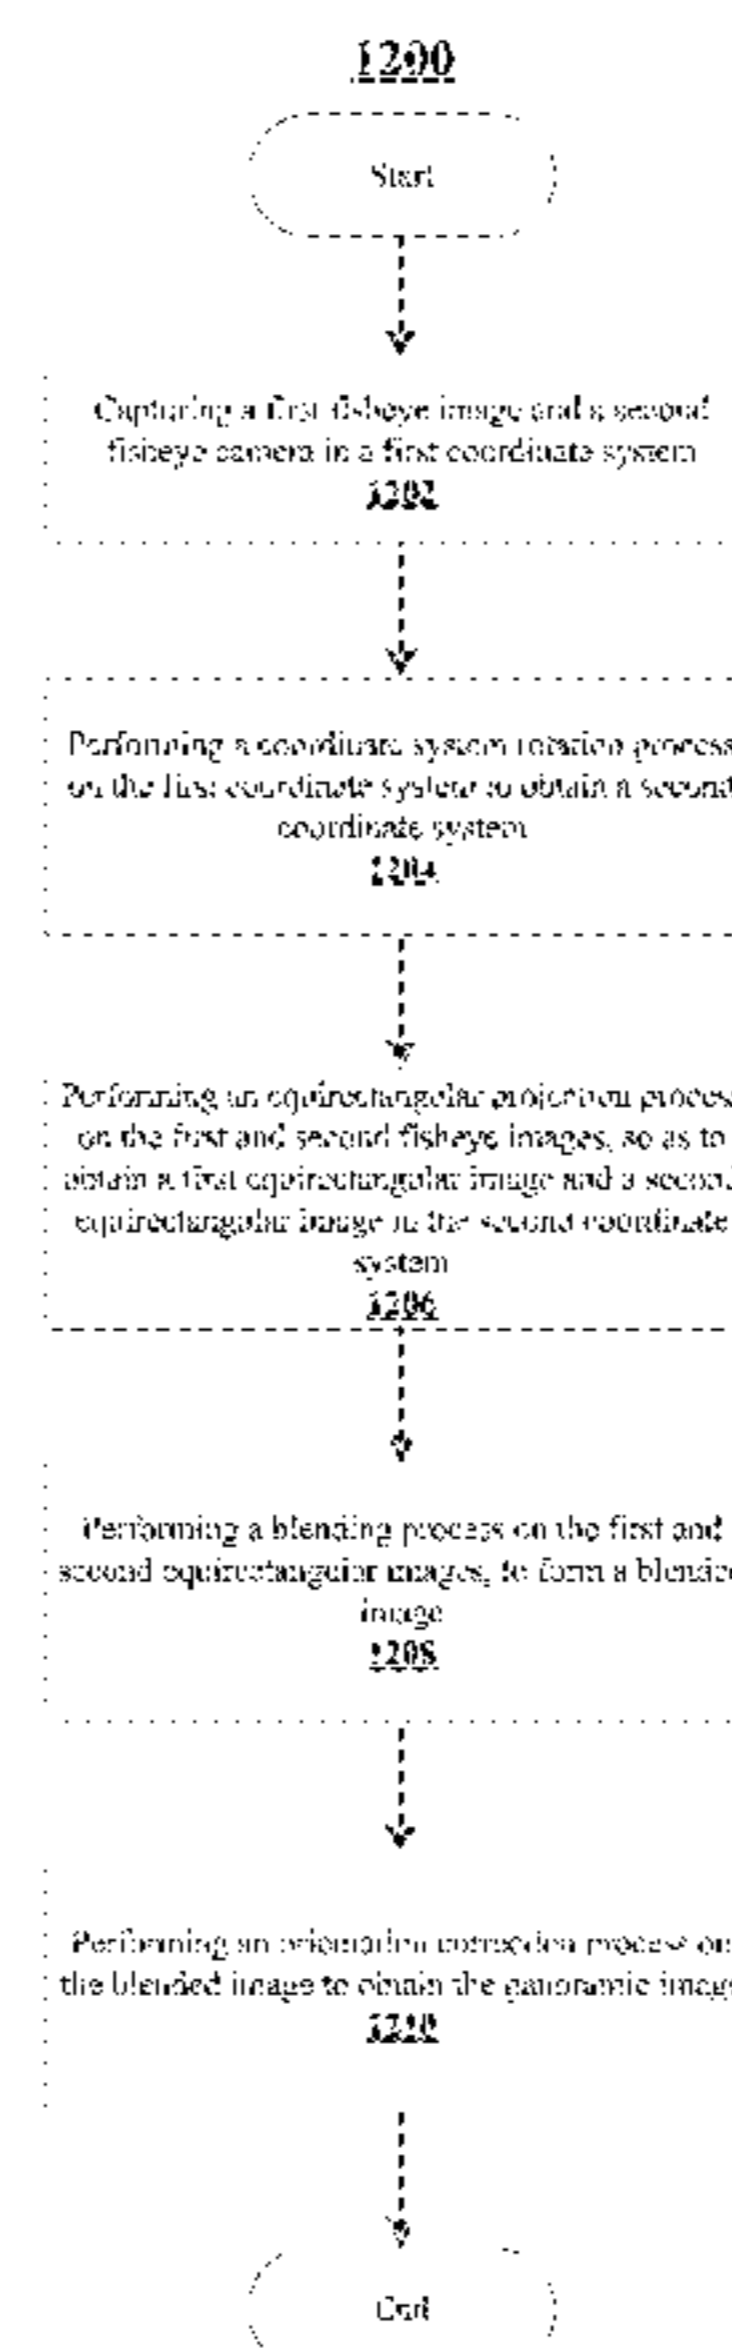 1200
Start
Capturing a first fisheye image and a second
fisheye camera in a first coordinate system
1202
Performing a coordinate system rotation process
on the first coordinate system to obtain a second
coordinate system
1204
Performing an equirectangular projection process
on the first and second fisheye images, so as to
obtain a first equirectangular image and a second
equirectangular image in the second coordinate
system
1206
Performing a blending process on the first and
second equirectangular images, to form a blended
image
1208
Performing an orientation correction process on
the blended image to obtain the panoramic image
1210
End